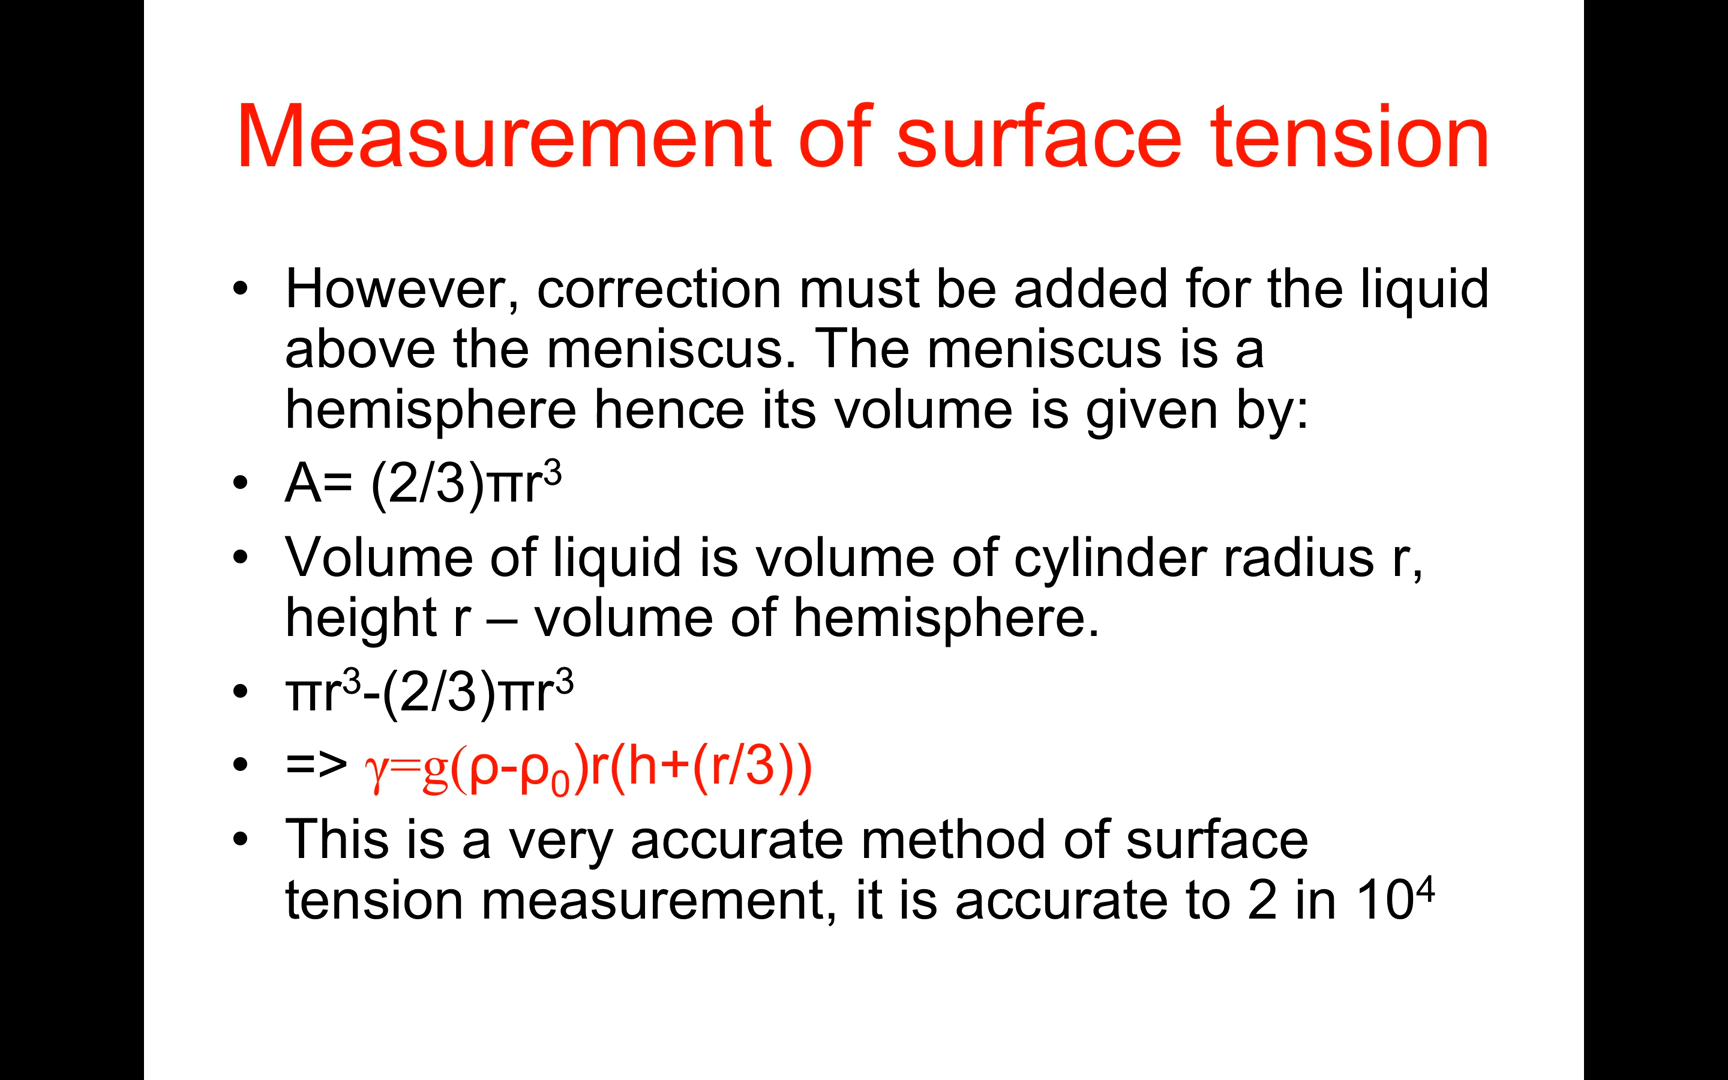 Measurement of surface tension
• However, correction must be added for the liquid
above the meniscus. The meniscus is a
hemisphere hence its volume is given by:
• A= (2/3)πr³
• Volume of liquid is volume of cylinder radius r,
height r – volume of hemisphere.
• πr³-(2/3)πr³
• => γ=g(ρ-ρ₀)r(h+(r/3))
• This is a very accurate method of surface
tension measurement, it is accurate to 2 in 10⁴